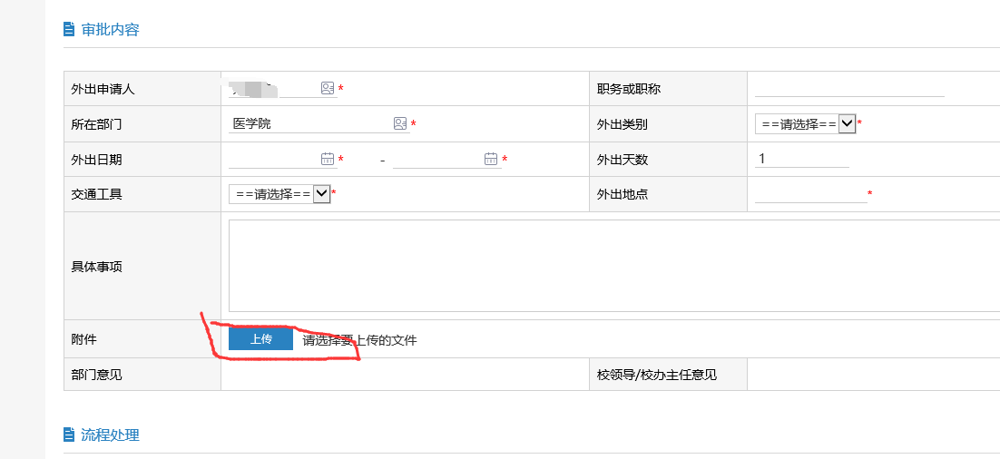 审批内容
外出申请人 * 职务或职称
所在部门 医学院 * 外出类别 ==请选择== *
外出日期 * - * 外出天数 1
交通工具 ==请选择== * 外出地点 *
具体事项
附件 上传 请选择要上传的文件
部门意见 校领导/校办主任意见
流程处理